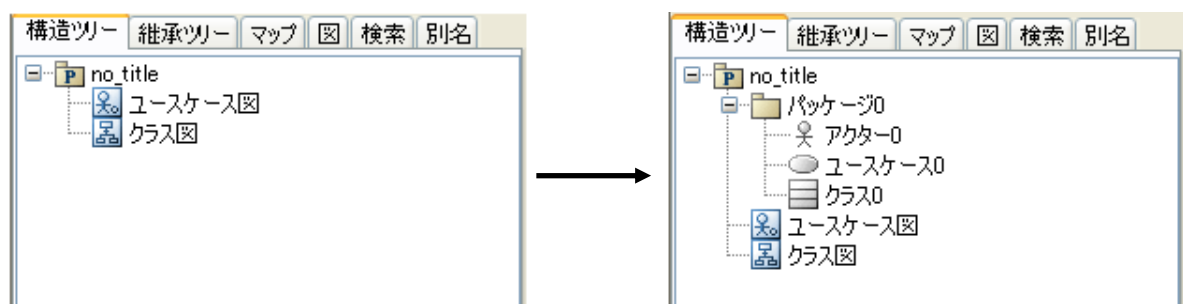 構造ツリー 継承ツリー マップ 図 検索 別名
P no_title
ユースケース図
クラス図
構造ツリー 継承ツリー マップ 図 検索 別名
P no_title
パッケージ0
アクター0
ユースケース0
クラス0
ユースケース図
クラス図